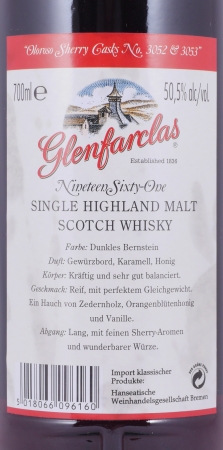 "Oloroso Sherry Casks No. 3052 & 3053"
700ml e
50,5% alc/vol.
Glenfarclas
Established 1836
Nineteen Sixty-One
SINGLE HIGHLAND MALT
SCOTCH WHISKY
Farbe: Dunkles Bernstein
Duft: Gewürzbord, Karamell, Honig
Körper: Kräftig und sehr gut balanciert.
Geschmack: Reif, mit perfektem Gleichgewicht.
Ein Hauch von Zedernholz, Orangenblütenhonig
und Vanille.
Abgang: Lang, mit feinen Sherry-Aromen
und wunderbarer Würze.
Import klassischer
Produkte:
Hanseatische
Weinhandelsgesellschaft Bremen
5 018066 096160